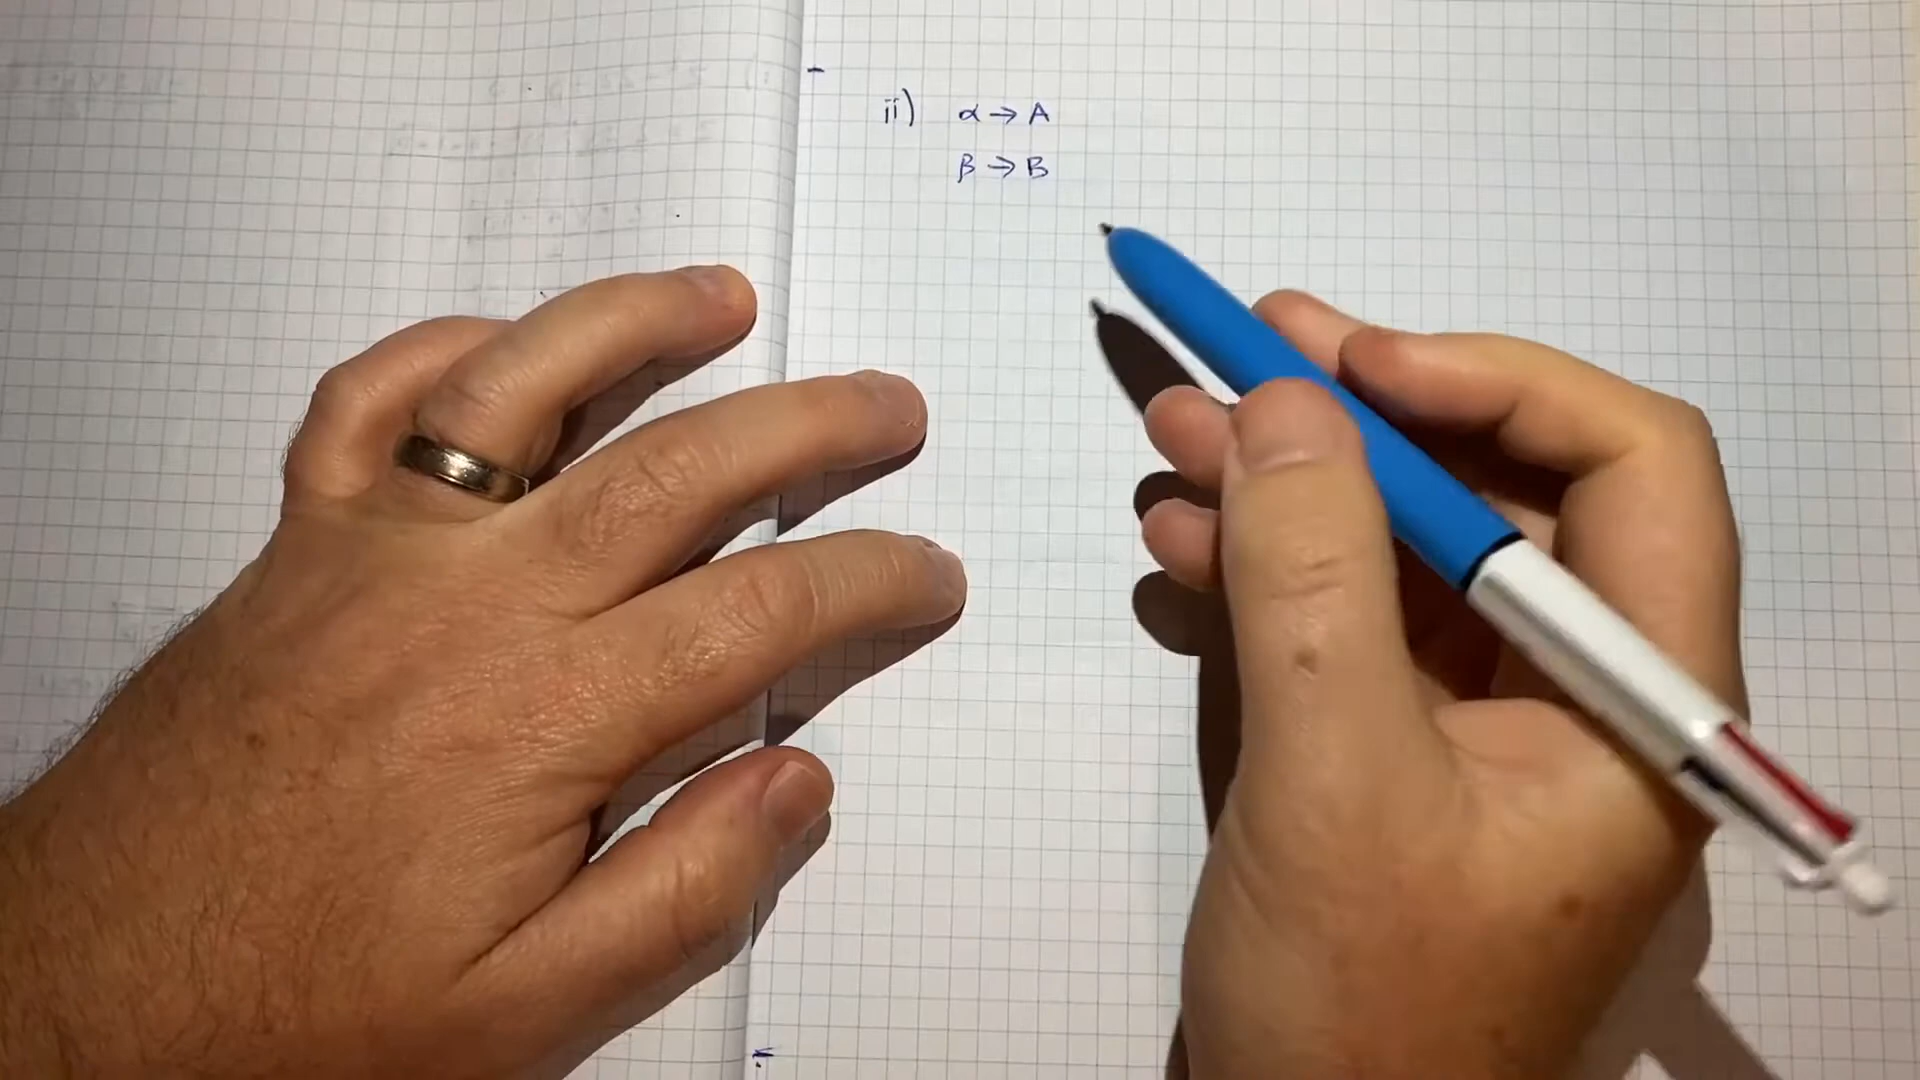 ii) α → A
β → B